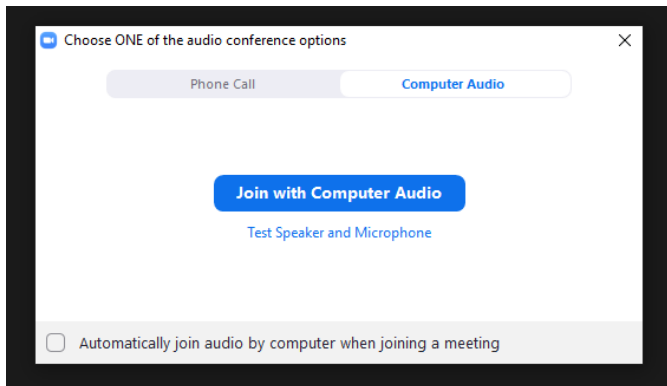 Choose ONE of the audio conference options
Phone Call
Computer Audio
Join with Computer Audio
Test Speaker and Microphone
Automatically join audio by computer when joining a meeting